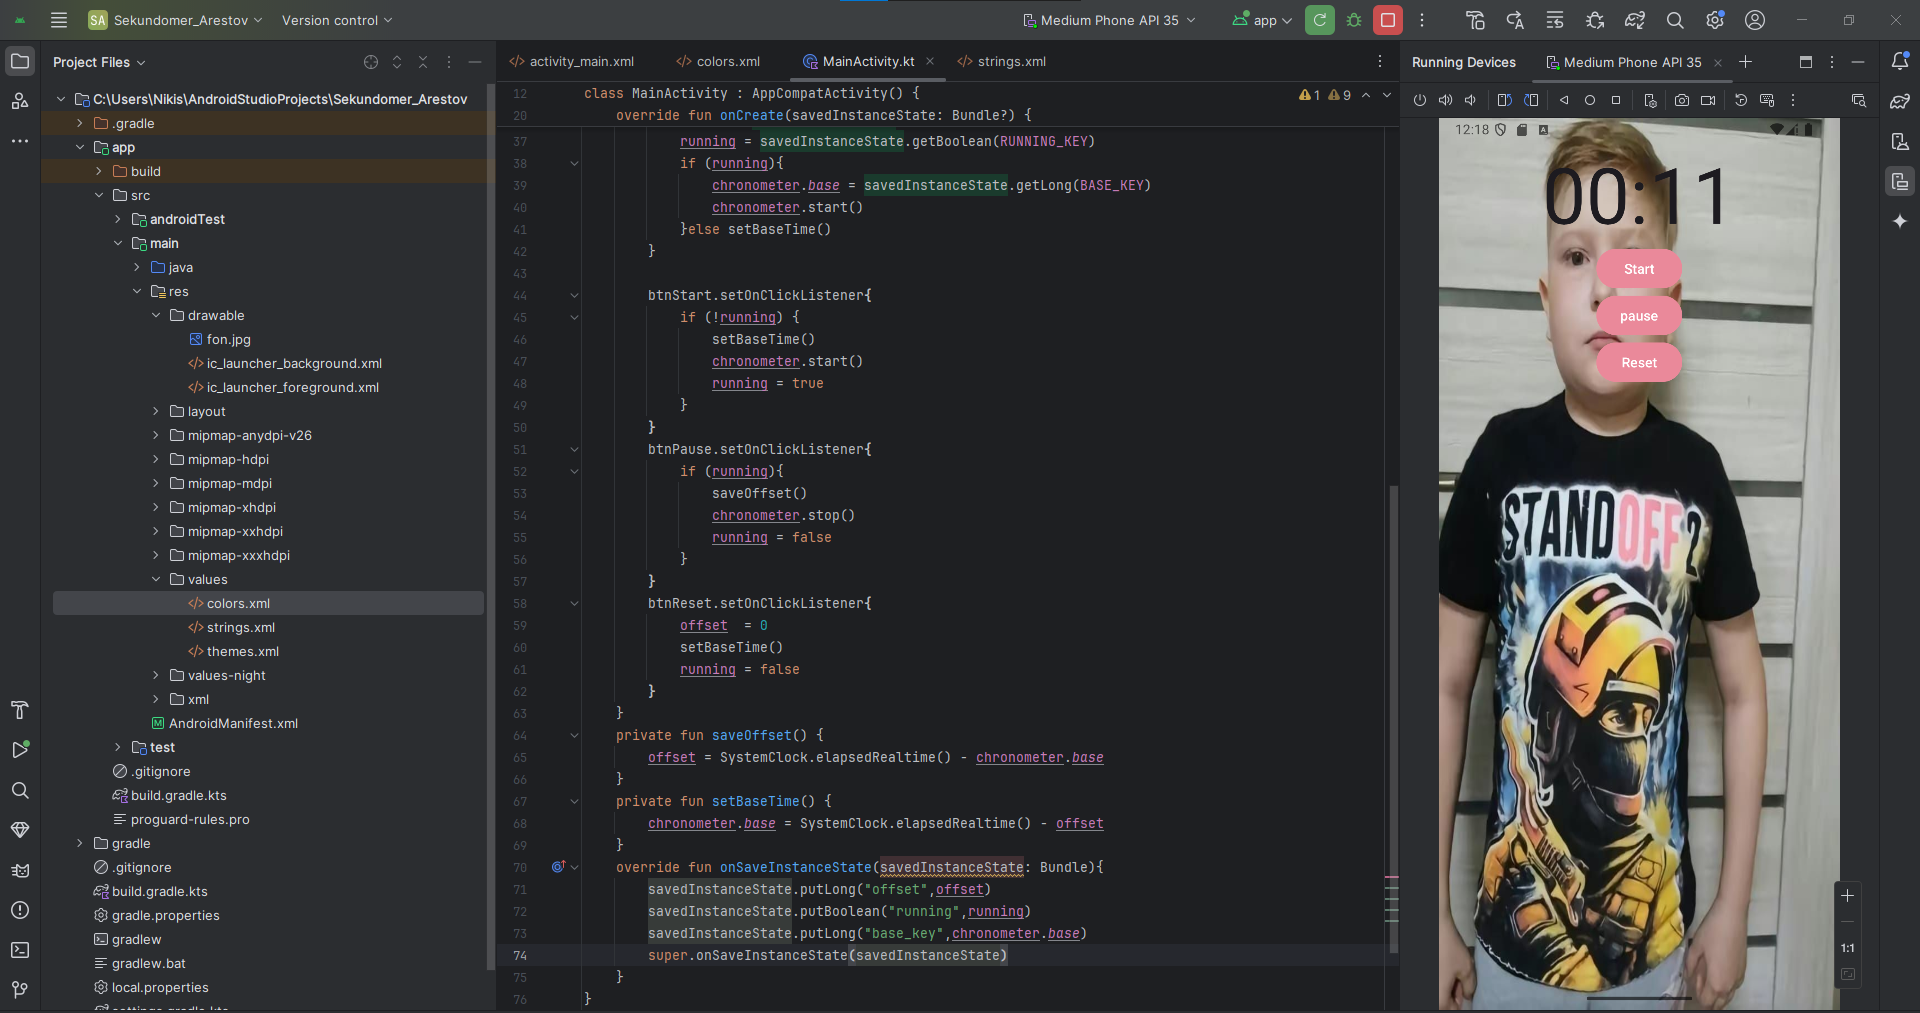 SA Sekundomer_Arestov Version control Medium Phone API 35 app
Project Files
C:\Users\Nikis\AndroidStudioProjects\Sekundomer_Arestov
.gradle
app
build
src
androidTest
main
java
res
drawable
fon.jpg
ic_launcher_background.xml
ic_launcher_foreground.xml
layout
mipmap-anydpi-v26
mipmap-hdpi
mipmap-mdpi
mipmap-xhdpi
mipmap-xxhdpi
mipmap-xxxhdpi
values
colors.xml
strings.xml
themes.xml
values-night
xml
AndroidManifest.xml
test
.gitignore
build.gradle.kts
proguard-rules.pro
gradle
.gitignore
build.gradle.kts
gradle.properties
gradlew
gradlew.bat
local.properties
settings.gradle.kts
activity_main.xml colors.xml MainActivity.kt strings.xml
1 9
12 class MainActivity : AppCompatActivity() {
20 override fun onCreate(savedInstanceState: Bundle?) {
37 running = savedInstanceState.getBoolean(RUNNING_KEY)
38 if (running){
39 chronometer.base = savedInstanceState.getLong(BASE_KEY)
40 chronometer.start()
41 }else setBaseTime()
42 }
43
44 btnStart.setOnClickListener{
45 if (!running) {
46 setBaseTime()
47 chronometer.start()
48 running = true
49 }
50 }
51 btnPause.setOnClickListener{
52 if (running){
53 saveOffset()
54 chronometer.stop()
55 running = false
56 }
57 }
58 btnReset.setOnClickListener{
59 offset  = 0
60 setBaseTime()
61 running = false
62 }
63 }
64 private fun saveOffset() {
65 offset = SystemClock.elapsedRealtime() - chronometer.base
66 }
67 private fun setBaseTime() {
68 chronometer.base = SystemClock.elapsedRealtime() - offset
69 }
70 override fun onSaveInstanceState(savedInstanceState: Bundle){
71 savedInstanceState.putLong("offset",offset)
72 savedInstanceState.putBoolean("running",running)
73 savedInstanceState.putLong("base_key",chronometer.base)
74 super.onSaveInstanceState(savedInstanceState)
75 }
76 }
Running Devices Medium Phone API 35
12:18
00:11
Start
pause
Reset
STANDOFF 2
1:1